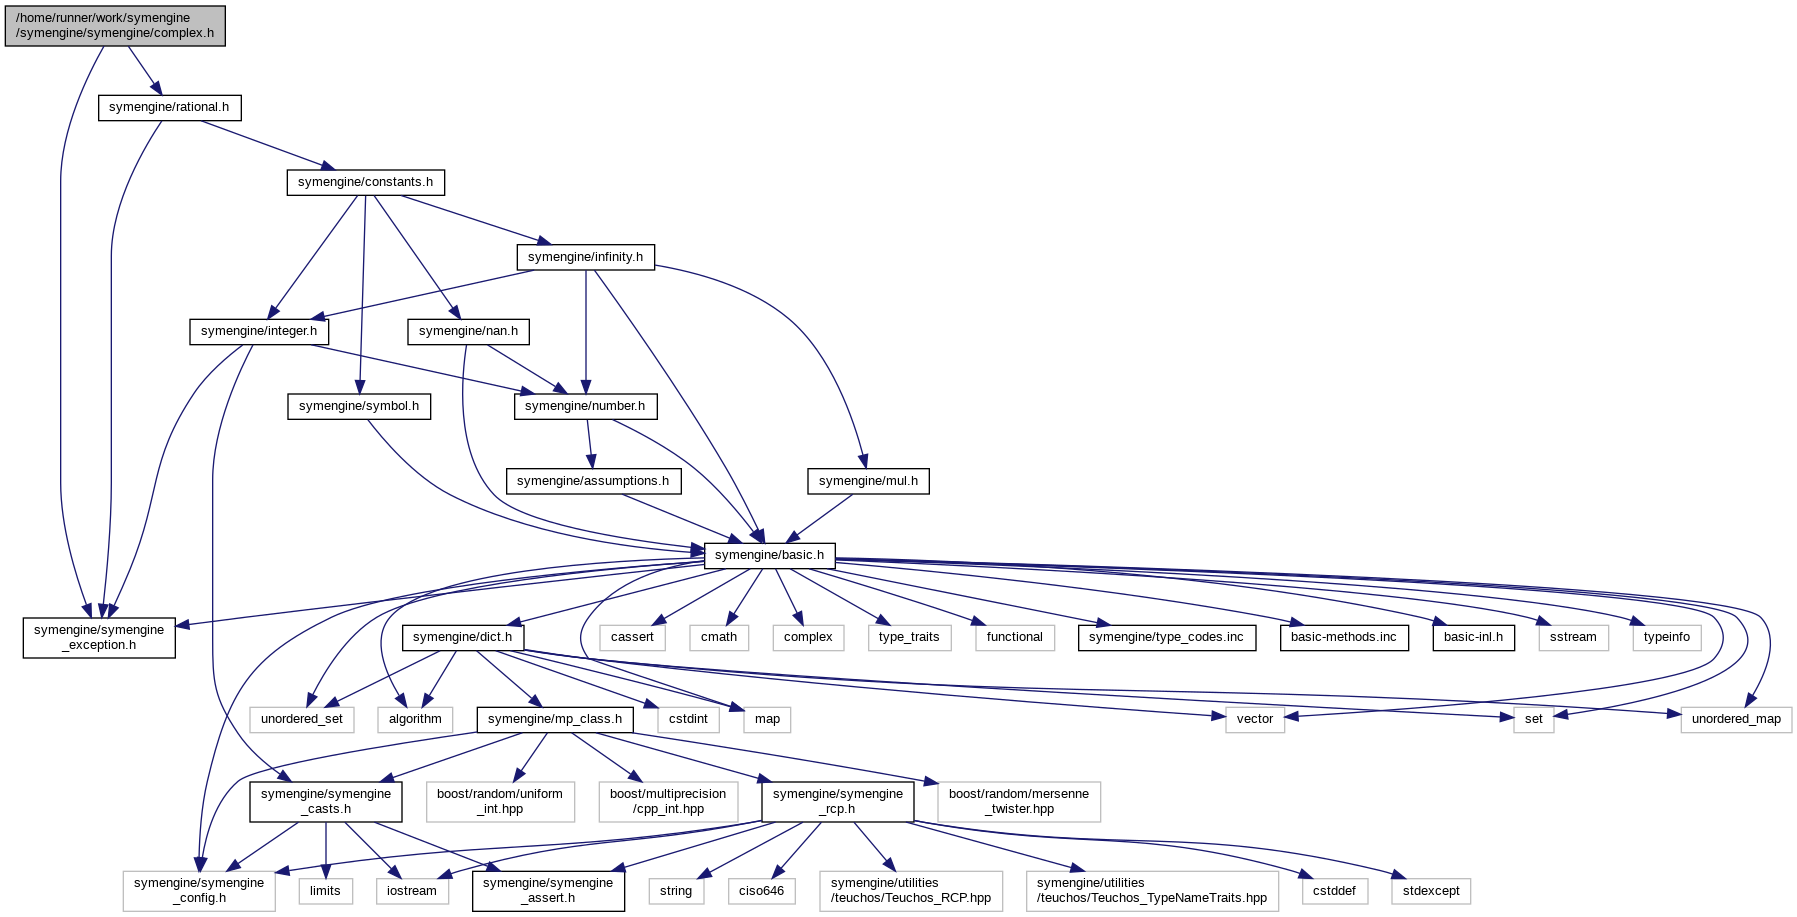 /home/runner/work/symengine
/symengine/symengine/complex.h
symengine/rational.h
symengine/constants.h
symengine/infinity.h
symengine/integer.h
symengine/nan.h
symengine/symbol.h
symengine/number.h
symengine/assumptions.h
symengine/mul.h
symengine/basic.h
symengine/symengine
_exception.h
symengine/dict.h
cassert
cmath
complex
type_traits
functional
symengine/type_codes.inc
basic-methods.inc
basic-inl.h
sstream
typeinfo
unordered_set
algorithm
symengine/mp_class.h
cstdint
map
vector
set
unordered_map
symengine/symengine
_casts.h
boost/random/uniform
_int.hpp
boost/multiprecision
/cpp_int.hpp
symengine/symengine
_rcp.h
boost/random/mersenne
_twister.hpp
symengine/symengine
_config.h
limits
iostream
symengine/symengine
_assert.h
string
ciso646
symengine/utilities
/teuchos/Teuchos_RCP.hpp
symengine/utilities
/teuchos/Teuchos_TypeNameTraits.hpp
cstddef
stdexcept